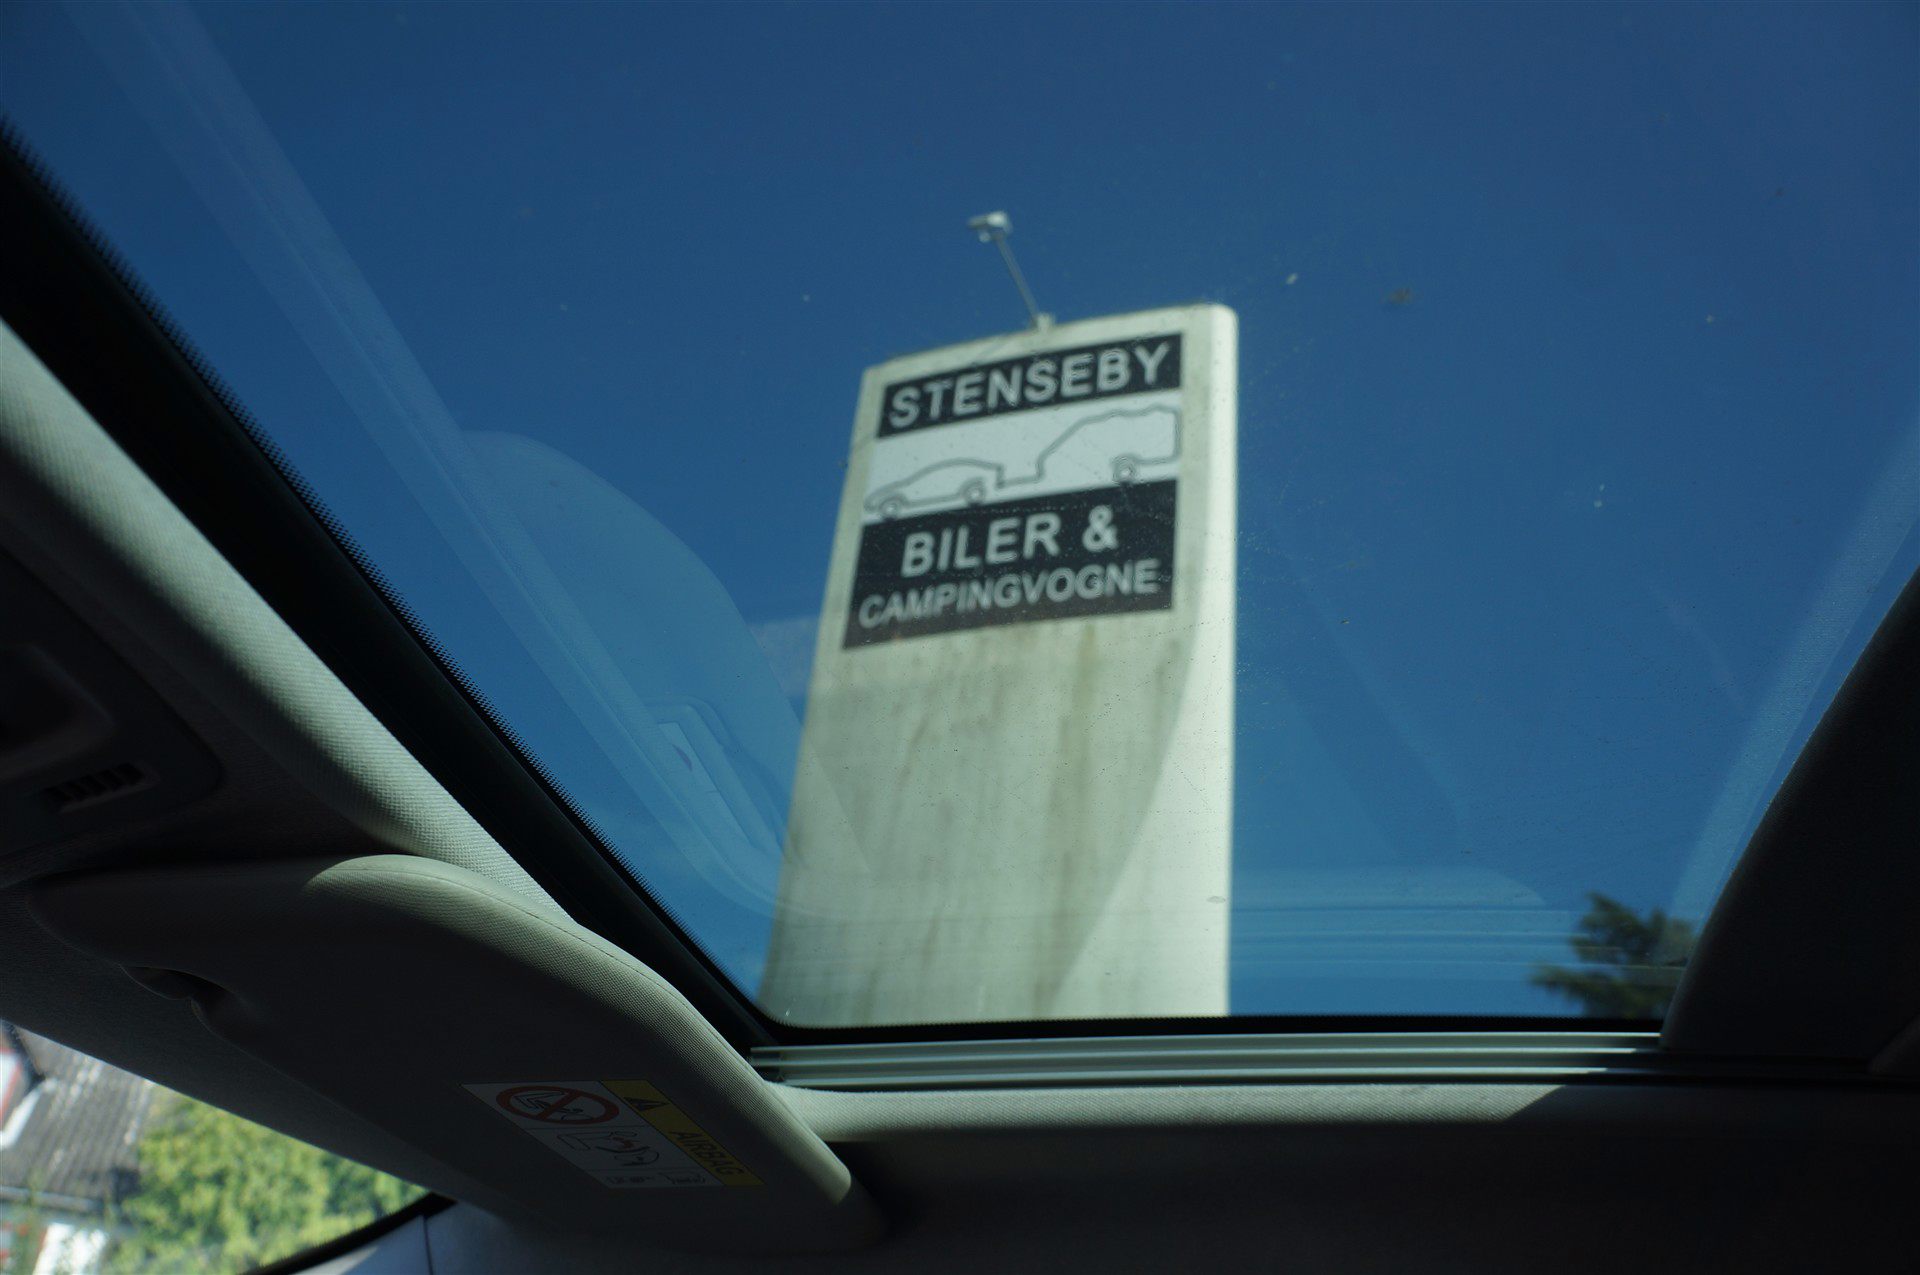 STENSEBY
BILER &
CAMPINGVOGNE
AIRBAG